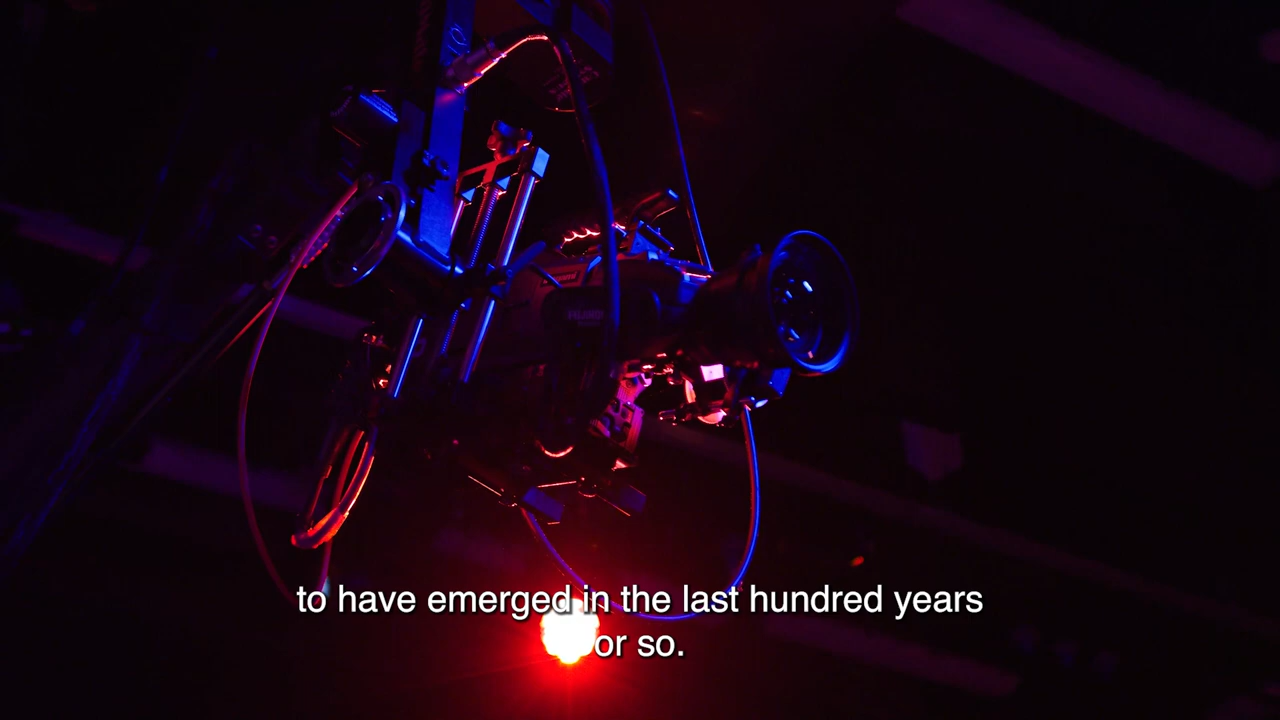 to have emerged in the last hundred years
or so.